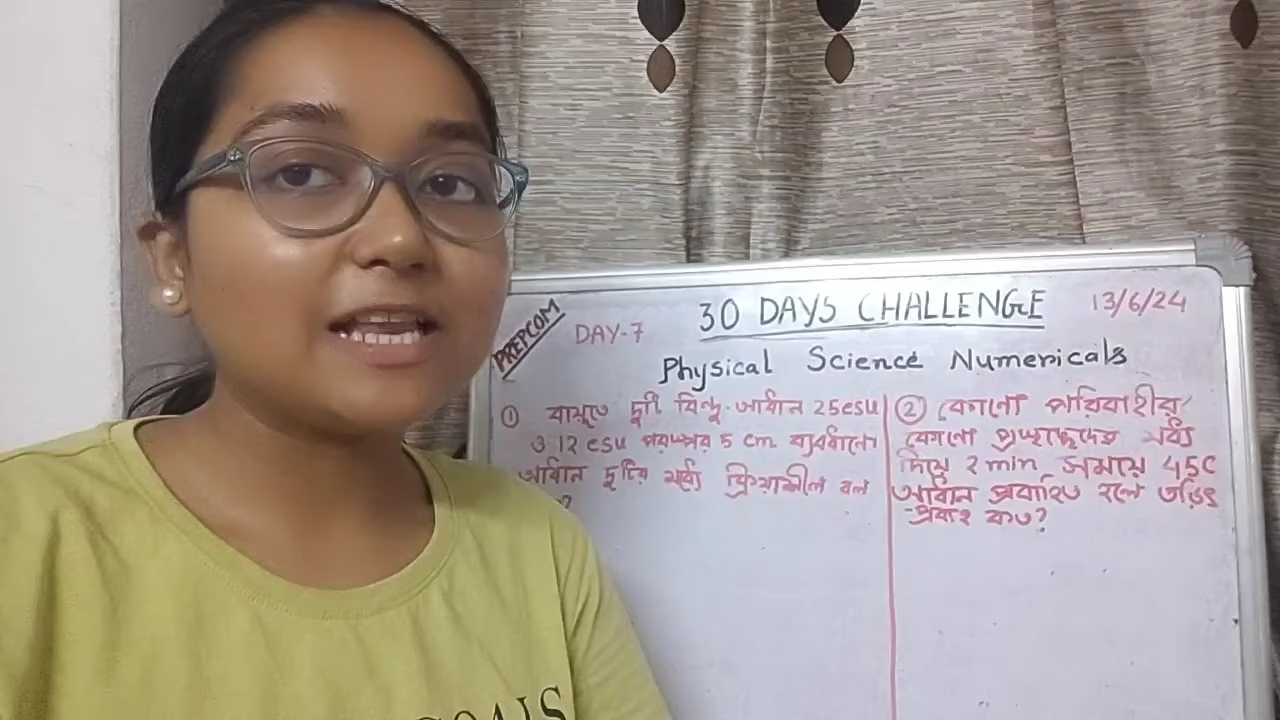 PREPCOM
DAY-7
30 DAYS CHALLENGE
13/6/24
Physical Science Numericals
① বায়ুতে দুটি বিন্দু-আধান 25esu
ও 12 esu পরস্পর 5 cm ব্যবধানে
আধান দুটির মধ্যে ক্রিয়াশীল বল
?
② কোনো পরিবাহীর
কোনো প্রস্থচ্ছেদের মধ্য
দিয়ে 2 min সময়ে 45C
আধান প্রবাহিত হলে তড়িৎ
প্রবাহ কত?